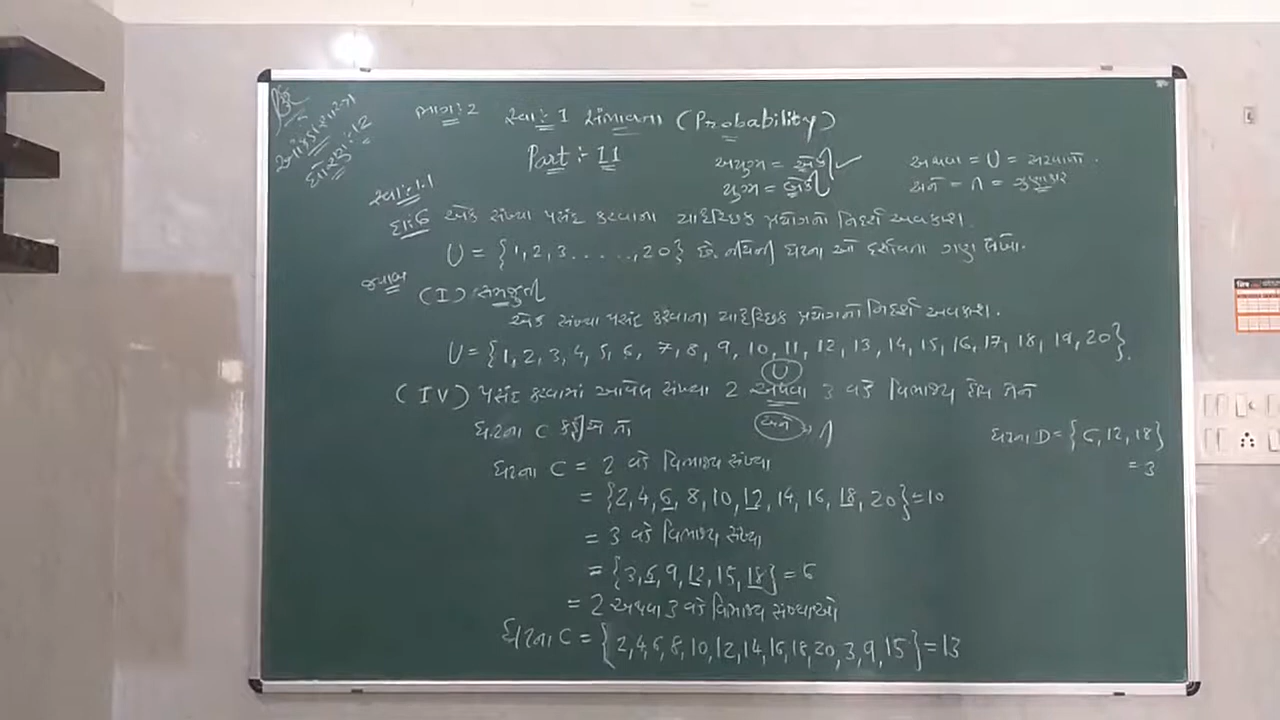 આંકડાશાસ્ત્ર
ધોરણ: 12
ભાગ: 2 સ્વા: 1 સંભાવના (Probability)
Part:- 11
અયુગ્મ = એકી ✓
યુગ્મ = બેકી
અથવા = U = સરવાળો.
અને = ∩ = ગુણાકાર
સ્વા: 1.1
દા: 6 એક સંખ્યા પસંદ કરવાના યાદૈચ્છિક પ્રયોગનો નિદર્શ અવકાશ.
U = {1, 2, 3 . . . . ., 20} છે. નીચેની ઘટના ઓ દર્શાવતા ગણ લખો.
જવાબ
(I) સમજૂતી
એક સંખ્યા પસંદ કરવાના યાદૈચ્છિક પ્રયોગનો નિદર્શ અવકાશ.
U = {1, 2, 3, 4, 5, 6, 7, 8, 9, 10, 11, 12, 13, 14, 15, 16, 17, 18, 19, 20}.
U
(IV) પસંદ કરવામાં આવેલ સંખ્યા 2 અથવા 3 વડે વિભાજ્ય હોય તેને
ઘટના C કહીએ તો,
અને ∩
ઘટના D = {6, 12, 18}
= 3
ઘટના C = 2 વડે વિભાજ્ય સંખ્યા
= {2, 4, 6, 8, 10, 12, 14, 16, 18, 20} = 10
= 3 વડે વિભાજ્ય સંખ્યા
= {3, 6, 9, 12, 15, 18} = 6
= 2 અથવા 3 વડે વિભાજ્ય સંખ્યાઓ
ઘટના C = {2, 4, 6, 8, 10, 12, 14, 16, 18, 20, 3, 9, 15} = 13